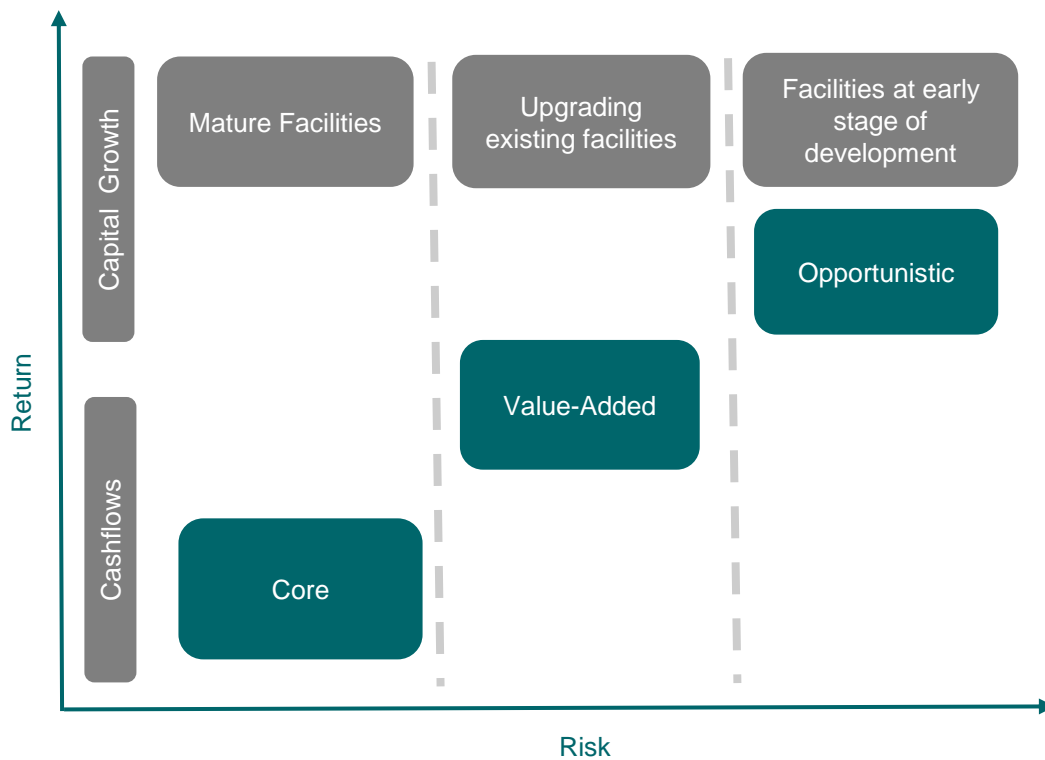 Mature Facilities
Upgrading
existing facilities
Facilities at early
stage of
development
Capital Growth
Opportunistic
Return
Value-Added
Cashflows
Core
Risk